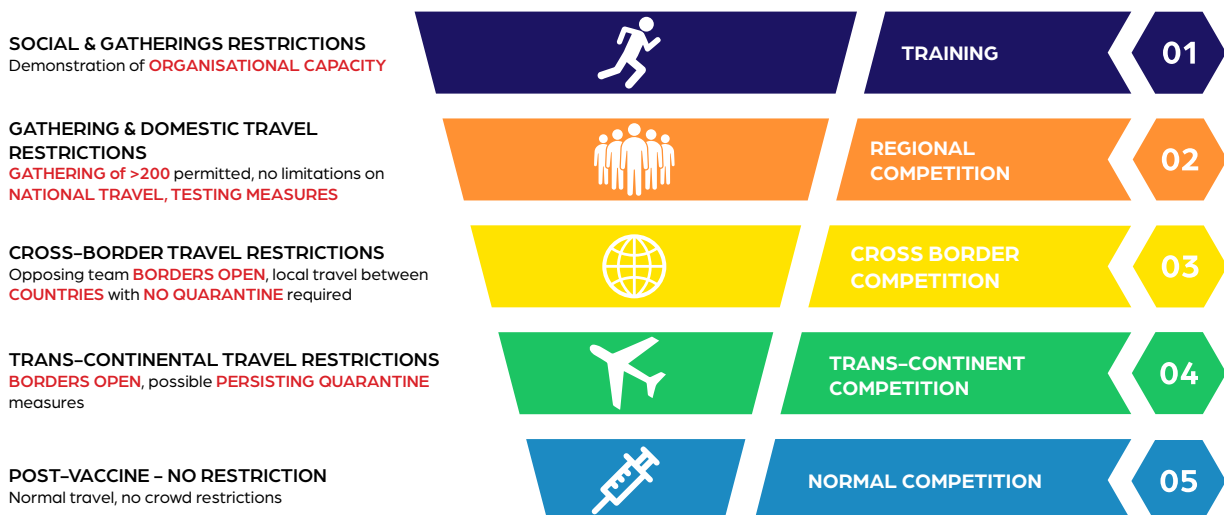 SOCIAL & GATHERINGS RESTRICTIONS
Demonstration of ORGANISATIONAL CAPACITY
TRAINING
01
GATHERING & DOMESTIC TRAVEL
RESTRICTIONS
GATHERING of >200 permitted, no limitations on
NATIONAL TRAVEL, TESTING MEASURES
REGIONAL
COMPETITION
02
CROSS-BORDER TRAVEL RESTRICTIONS
Opposing team BORDERS OPEN, local travel between
COUNTRIES with NO QUARANTINE required
CROSS BORDER
COMPETITION
03
TRANS-CONTINENTAL TRAVEL RESTRICTIONS
BORDERS OPEN, possible PERSISTING QUARANTINE
measures
TRANS-CONTINENT
COMPETITION
04
POST-VACCINE - NO RESTRICTION
Normal travel, no crowd restrictions
NORMAL COMPETITION
05